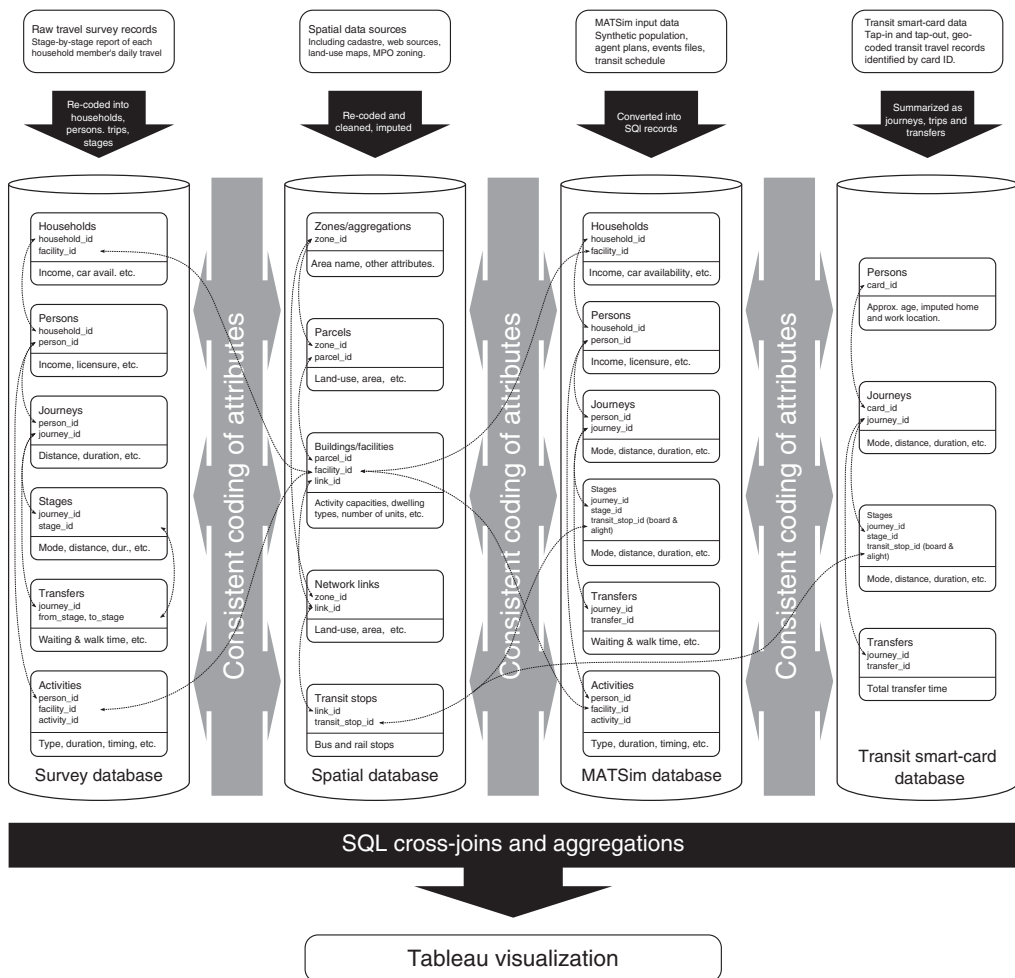 Raw travel survey records
Stage-by-stage report of each
household member's daily travel
Spatial data sources
Including cadastre, web sources,
land-use maps, MPO zoning.
MATSim input data
Synthetic population,
agent plans, events files,
transit schedule
Transit smart-card data
Tap-in and tap-out, geo-
coded transit travel records
identified by card ID.
Re-coded into
households,
persons. trips,
stages
Re-coded and
cleaned, imputed
Converted into
SQl records
Summarized as
journeys, trips and
transfers
Households
household_id
facility_id
Income, car avail. etc.
Persons
household_id
person_id
Income, licensure, etc.
Journeys
person_id
journey_id
Distance, duration, etc.
Stages
journey_id
stage_id
Mode, distance, dur., etc.
Transfers
journey_id
from_stage, to_stage
Waiting & walk time, etc.
Activities
person_id
facility_id
activity_id
Type, duration, timing, etc.
Survey database
Consistent coding of attributes
Zones/aggregations
zone_id
Area name, other attributes.
Parcels
zone_id
parcel_id
Land-use, area, etc.
Buildings/facilities
parcel_id
facility_id
link_id
Activity capacities, dwelling
types, number of units, etc.
Network links
zone_id
link_id
Land-use, area, etc.
Transit stops
link_id
transit_stop_id
Bus and rail stops
Spatial database
Consistent coding of attributes
Households
household_id
facility_id
Income, car availability, etc.
Persons
household_id
person_id
Income, licensure, etc.
Journeys
person_id
journey_id
Mode, distance, duration, etc.
Stages
journey_id
stage_id
transit_stop_id (board &
alight)
Mode, distance, duration, etc.
Transfers
journey_id
transfer_id
Waiting & walk time, etc.
Activities
person_id
facility_id
activity_id
Type, duration, timing, etc.
MATSim database
Consistent coding of attributes
Persons
card_id
Approx. age, imputed home
and work location.
Journeys
card_id
journey_id
Mode, distance, duration, etc.
Stages
journey_id
stage_id
transit_stop_id (board &
alight)
Mode, distance, duration, etc.
Transfers
journey_id
transfer_id
Total transfer time
Transit smart-card
database
SQL cross-joins and aggregations
Tableau visualization